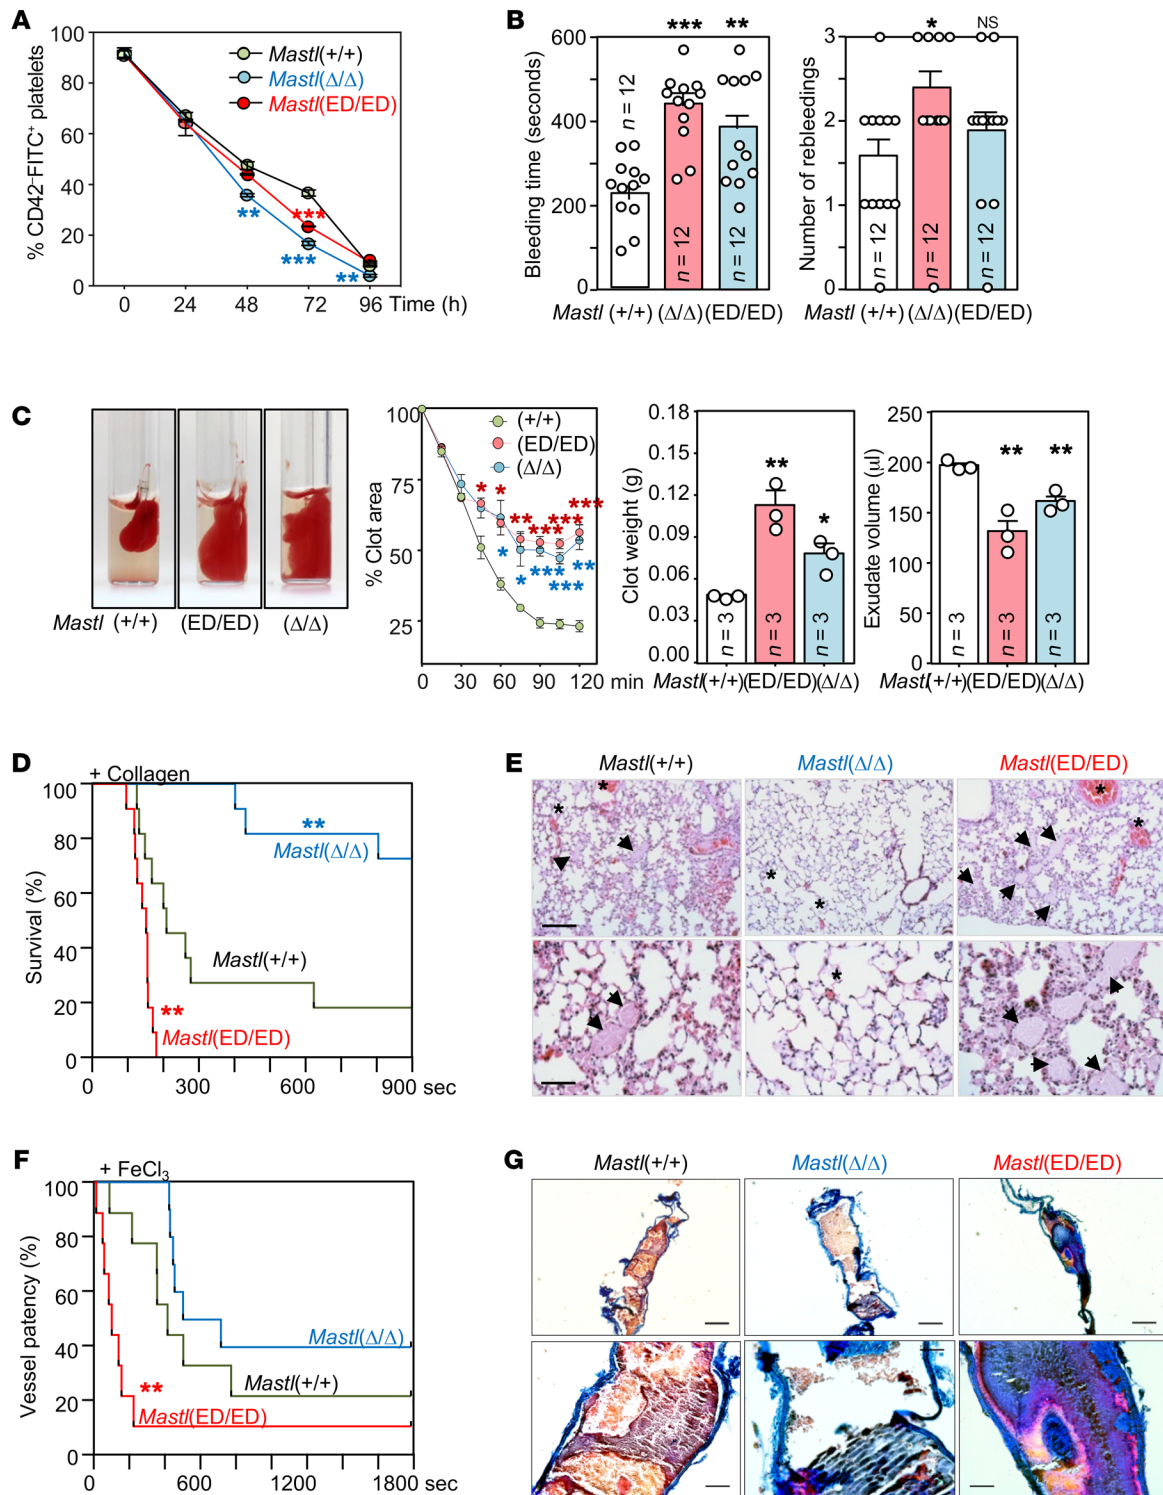 A
% CD42–FITC+ platelets
100
80
60
40
20
0
Mastl(+/+)
Mastl(Δ/Δ)
Mastl(ED/ED)
**
***
***
**
0 24 48 72 96 Time (h)
B
Bleeding time (seconds)
600
400
200
0
*** **
n = 12
n = 12
n = 12
Mastl (+/+) (Δ/Δ) (ED/ED)
Number of rebleedings
3
2
1
0
* NS
n = 12
n = 12
n = 12
Mastl (+/+) (Δ/Δ) (ED/ED)
C
Mastl (+/+) (ED/ED) (Δ/Δ)
% Clot area
100
75
50
25
(+/+)
(ED/ED)
(Δ/Δ)
* * ** *** *** ***
* * *** *** **
0 30 60 90 120 min
Clot weight (g)
0.18
0.15
0.12
0.09
0.06
0.03
0.00
** *
n = 3
n = 3
n = 3
Mastl(+/+)(ED/ED)(Δ/Δ)
Exudate volume (µl)
250
200
150
100
50
0
** **
n = 3
n = 3
n = 3
Mastl(+/+)(ED/ED)(Δ/Δ)
D
+ Collagen
Survival (%)
100
80
60
40
20
0
**
Mastl(Δ/Δ)
Mastl(+/+)
**
Mastl(ED/ED)
0 300 600 900 sec
E
Mastl(+/+) Mastl(Δ/Δ) Mastl(ED/ED)
* * * * * *
*
F
+ FeCl3
Vessel patency (%)
100
80
60
40
20
0
Mastl(Δ/Δ)
Mastl(+/+)
**
Mastl(ED/ED)
0 600 1200 1800 sec
G
Mastl(+/+) Mastl(Δ/Δ) Mastl(ED/ED)